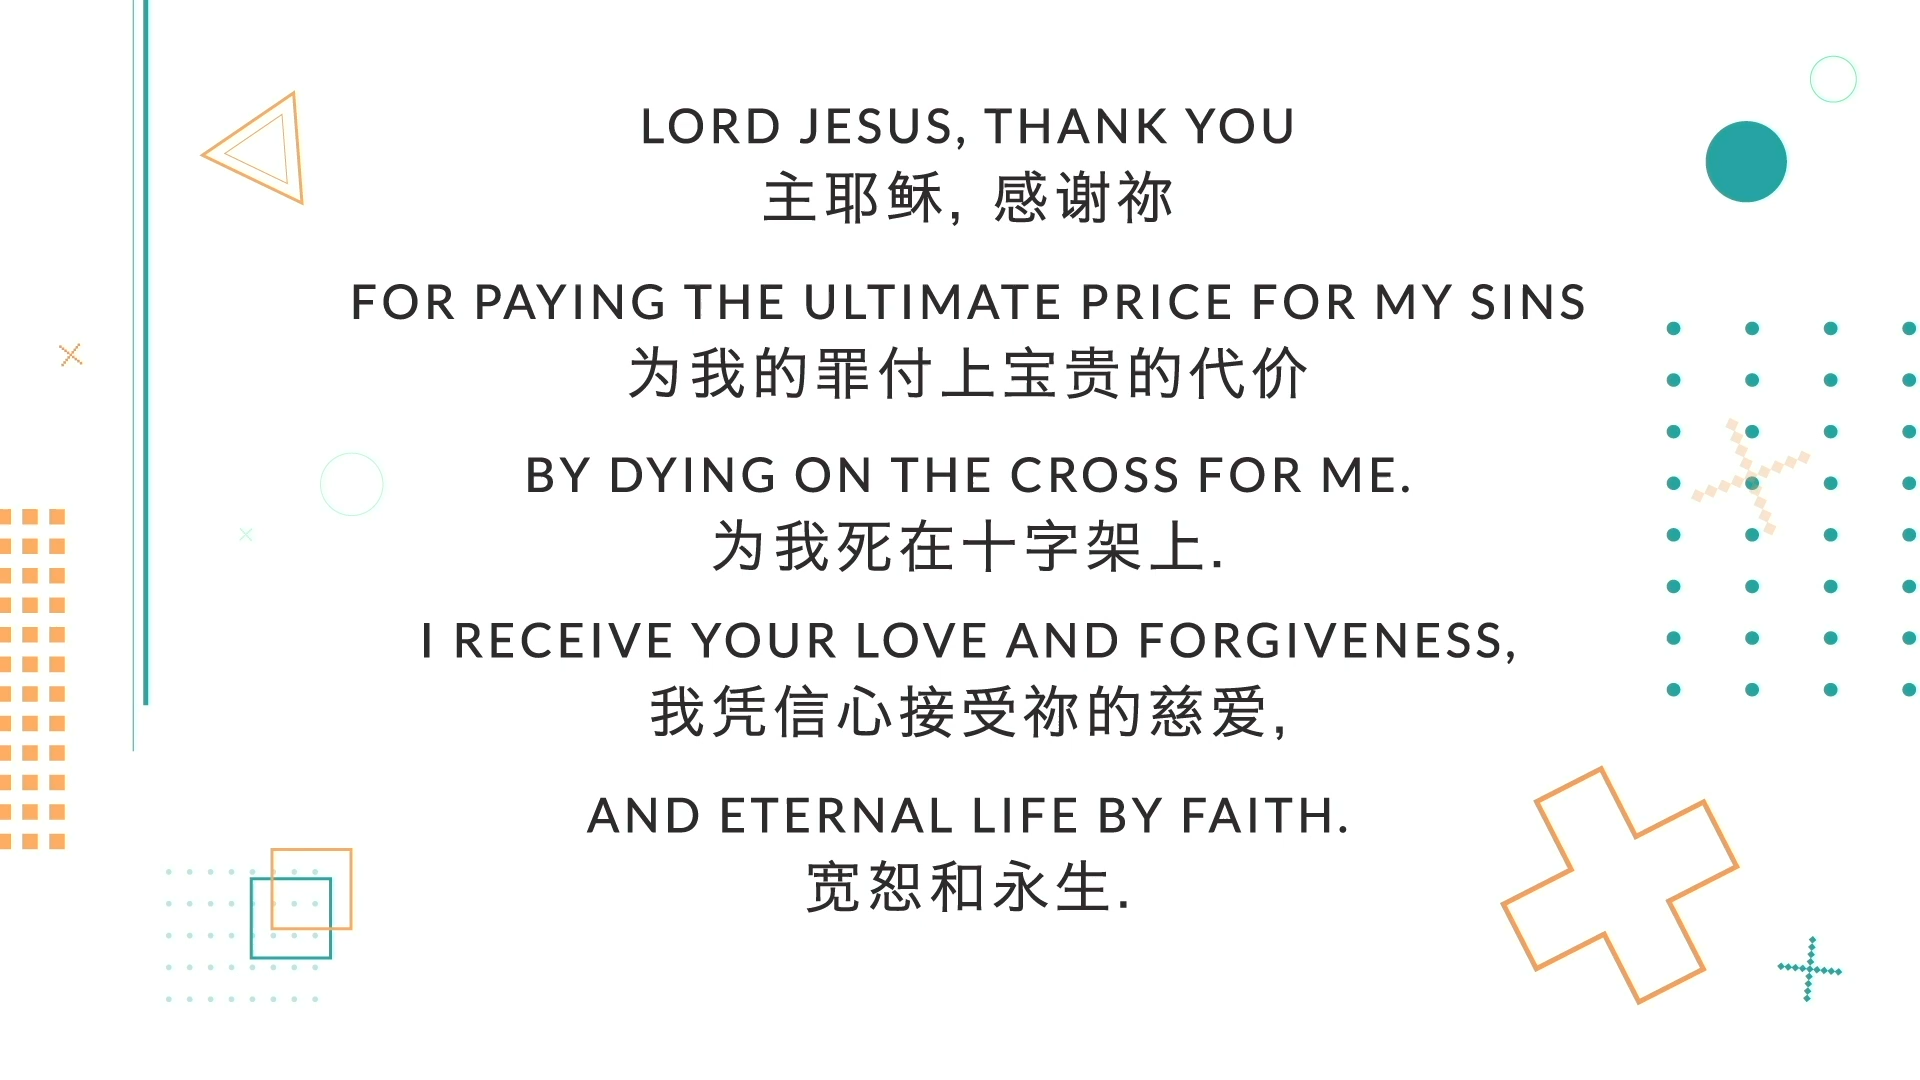 LORD JESUS, THANK YOU
主耶稣, 感谢祢
FOR PAYING THE ULTIMATE PRICE FOR MY SINS
为我的罪付上宝贵的代价
BY DYING ON THE CROSS FOR ME.
为我死在十字架上.
I RECEIVE YOUR LOVE AND FORGIVENESS,
我凭信心接受祢的慈爱,
AND ETERNAL LIFE BY FAITH.
宽恕和永生.